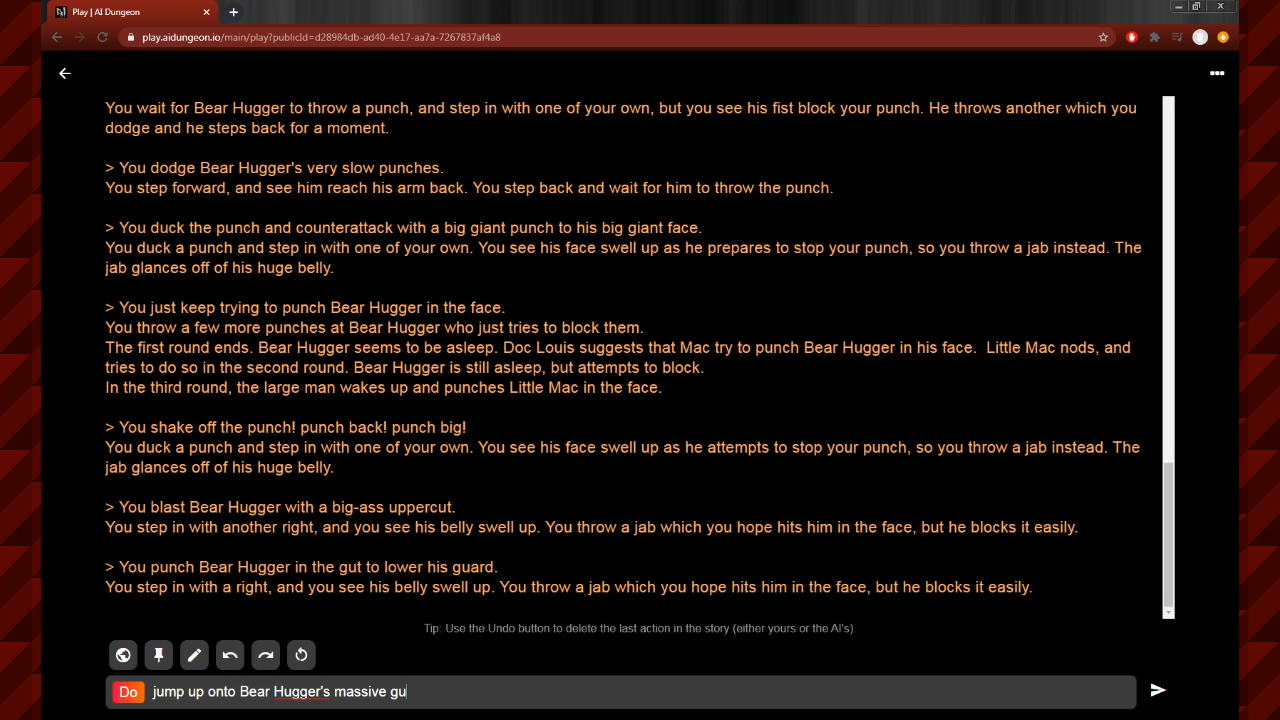 Play | AI Dungeon
play.aidungeon.io/main/play?publicId=d28984db-ad40-4e17-aa7a-7267837af4a8
You wait for Bear Hugger to throw a punch, and step in with one of your own, but you see his fist block your punch. He throws another which you
dodge and he steps back for a moment.
> You dodge Bear Hugger's very slow punches.
You step forward, and see him reach his arm back. You step back and wait for him to throw the punch.
> You duck the punch and counterattack with a big giant punch to his big giant face.
You duck a punch and step in with one of your own. You see his face swell up as he prepares to stop your punch, so you throw a jab instead. The
jab glances off of his huge belly.
> You just keep trying to punch Bear Hugger in the face.
You throw a few more punches at Bear Hugger who just tries to block them.
The first round ends. Bear Hugger seems to be asleep. Doc Louis suggests that Mac try to punch Bear Hugger in his face.  Little Mac nods, and
tries to do so in the second round. Bear Hugger is still asleep, but attempts to block.
In the third round, the large man wakes up and punches Little Mac in the face.
> You shake off the punch! punch back! punch big!
You duck a punch and step in with one of your own. You see his face swell up as he attempts to stop your punch, so you throw a jab instead. The
jab glances off of his huge belly.
> You blast Bear Hugger with a big-ass uppercut.
You step in with another right, and you see his belly swell up. You throw a jab which you hope hits him in the face, but he blocks it easily.
> You punch Bear Hugger in the gut to lower his guard.
You step in with a right, and you see his belly swell up. You throw a jab which you hope hits him in the face, but he blocks it easily.
Tip: Use the Undo button to delete the last action in the story (either yours or the AI's).
Do jump up onto Bear Hugger's massive gu